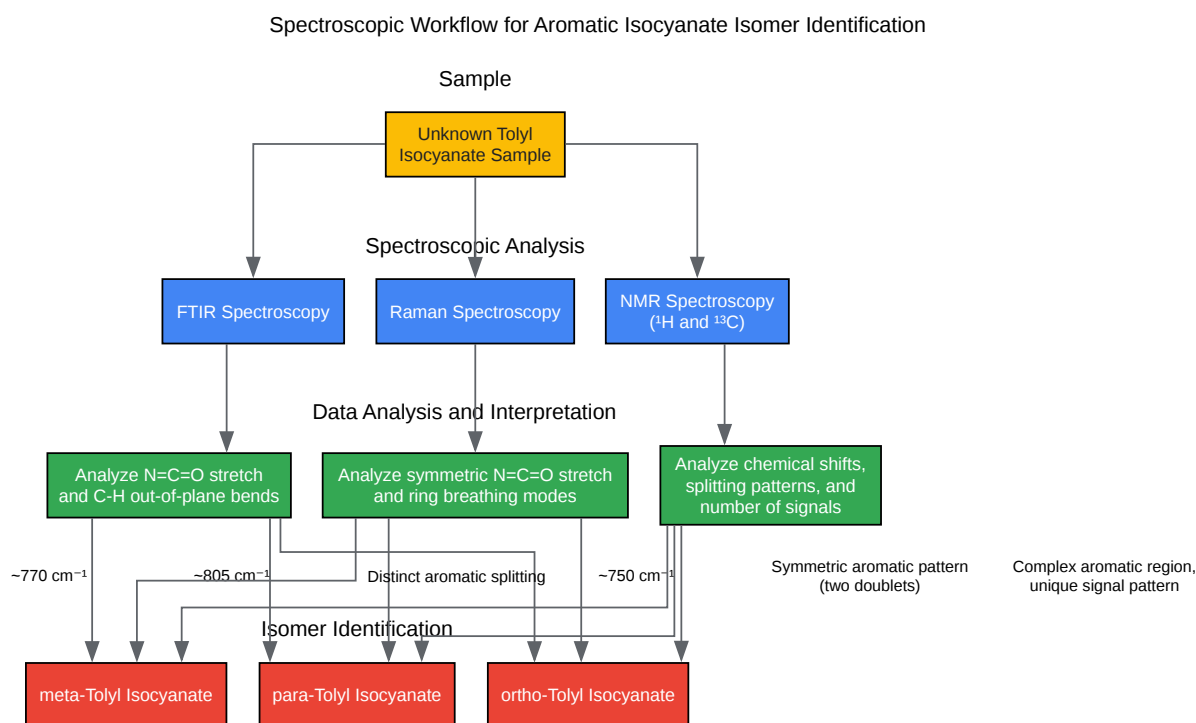 Spectroscopic Workflow for Aromatic Isocyanate Isomer Identification
Sample
Unknown Tolyl
Isocyanate Sample
Spectroscopic Analysis
FTIR Spectroscopy
Raman Spectroscopy
NMR Spectroscopy
(¹H and ¹³C)
Data Analysis and Interpretation
Analyze N=C=O stretch
and C-H out-of-plane bends
Analyze symmetric N=C=O stretch
and ring breathing modes
Analyze chemical shifts,
splitting patterns, and
number of signals
~770 cm⁻¹
~805 cm⁻¹
Distinct aromatic splitting
~750 cm⁻¹
Symmetric aromatic pattern
(two doublets)
Complex aromatic region,
unique signal pattern
Isomer Identification
meta-Tolyl Isocyanate
para-Tolyl Isocyanate
ortho-Tolyl Isocyanate